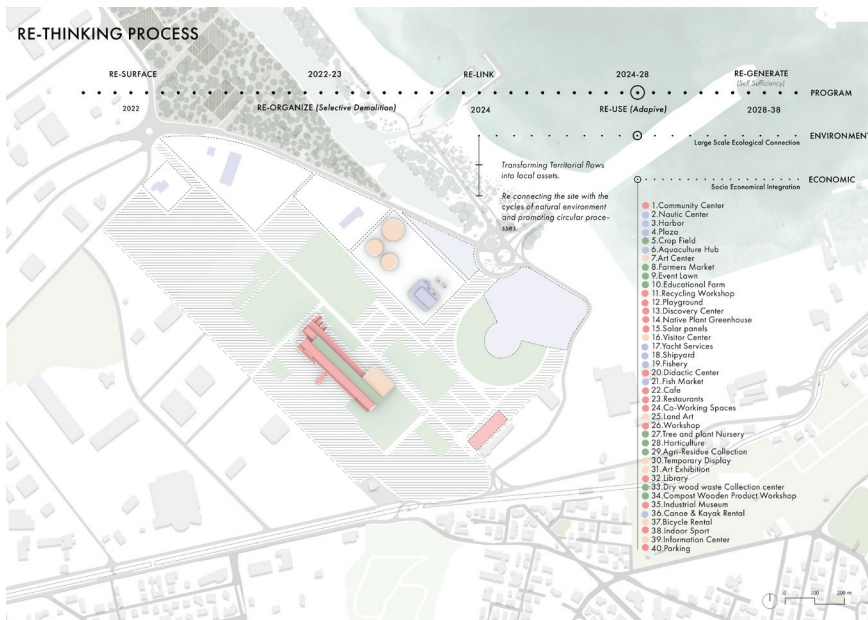 RE-THINKING PROCESS
RE-SURFACE
2022-23
RE-LINK
2024-28
RE-GENERATE
(Self Sufficiency)
PROGRAM
2022
RE-ORGANIZE (Selective Demolition)
2024
RE-USE (Adapive)
2028-38
Large Scale Ecological Connection
ENVIRONMENT
Transforming Territorial flows
into local assets.
Re connecting the site with the
cycles of natural environment
and promoting circular proce-
sses.
Socio Economical Integration
ECONOMIC
1.Community Center
2.Nautic Center
3.Harbor
4.Plaza
5.Crop Field
6.Aquaculture Hub
7.Art Center
8.Farmers Market
9.Event Lawn
10.Educational Farm
11.Recycling Workshop
12.Playground
13.Discovery Center
14.Native Plant Greenhouse
15.Solar panels
16.Visitor Center
17.Yacht Services
18.Shipyard
19.Fishery
20.Didactic Center
21.Fish Market
22.Cafe
23.Restaurants
24.Co-Working Spaces
25.Land Art
26.Workshop
27.Tree and plant Nursery
28.Horticulture
29.Agri-Residue Collection
30.Temporary Display
31.Art Exhibition
32.Library
33.Dry wood waste Collection center
34.Compost Wooden Product Workshop
35.Industrial Museum
36.Canoe & Kayak Rental
37.Bicycle Rental
38.Indoor Sport
39.Information Center
40.Parking
0 100 200 m